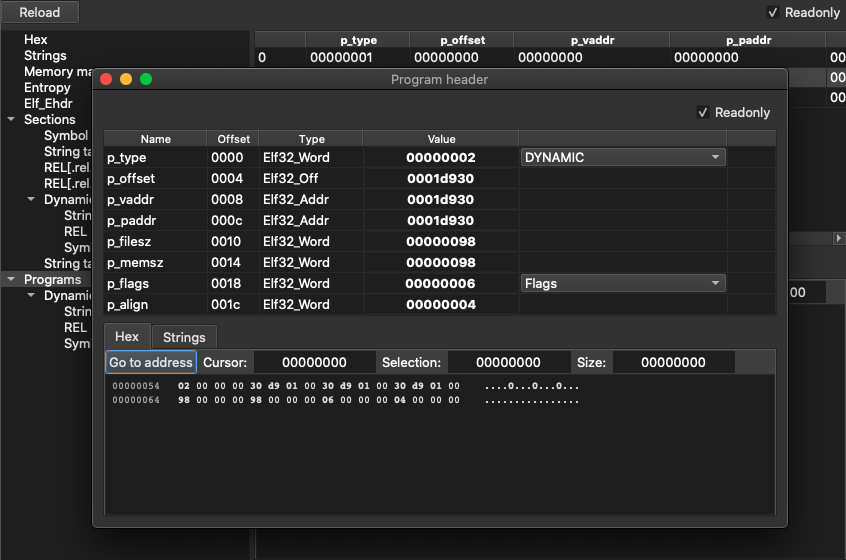 Reload Readonly
Hex
Strings
Memory ma
Entropy
Elf_Ehdr
Sections
Symbol
String ta
REL[.rel.
REL[.rel.
Dynamic
Strin
REL
Sym
String ta
Programs
Dynamic
Strin
REL
Sym
p_type p_offset p_vaddr p_paddr
0 00000001 00000000 00000000 00000000 00
00
00
00
Program header
Readonly
Name Offset Type Value
p_type 0000 Elf32_Word 00000002 DYNAMIC
p_offset 0004 Elf32_Off 0001d930
p_vaddr 0008 Elf32_Addr 0001d930
p_paddr 000c Elf32_Addr 0001d930
p_filesz 0010 Elf32_Word 00000098
p_memsz 0014 Elf32_Word 00000098
p_flags 0018 Elf32_Word 00000006 Flags
p_align 001c Elf32_Word 00000004
Hex Strings
Go to address Cursor: 00000000 Selection: 00000000 Size: 00000000
00000054 02 00 00 00 30 d9 01 00 30 d9 01 00 30 d9 01 00 ....0...0...0...
00000064 98 00 00 00 98 00 00 00 06 00 00 00 04 00 00 00 ................